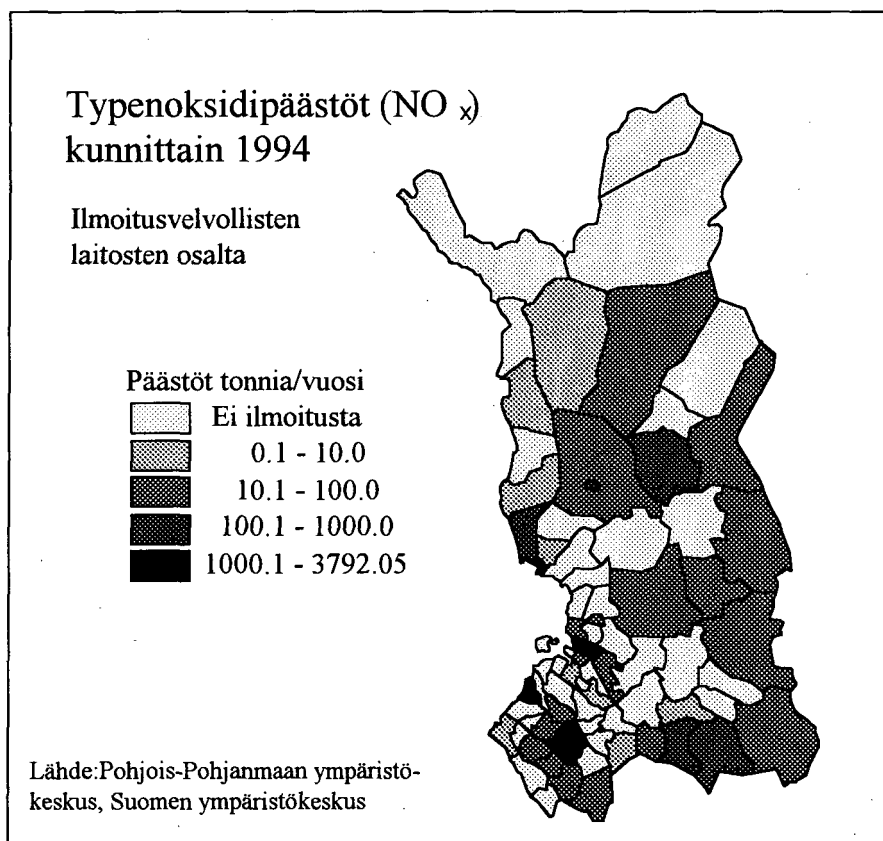 Typenoksidipäästöt (NO x)
kunnittain 1994
Ilmoitusvelvollisten
laitosten osalta
Päästöt tonnia/vuosi
Ei ilmoitusta
0.1 - 10.0
10.1 - 100.0
100.1 - 1000.0
1000.1 - 3792.05
Lähde:Pohjois-Pohjanmaan ympäristö-
keskus, Suomen ympäristökeskus